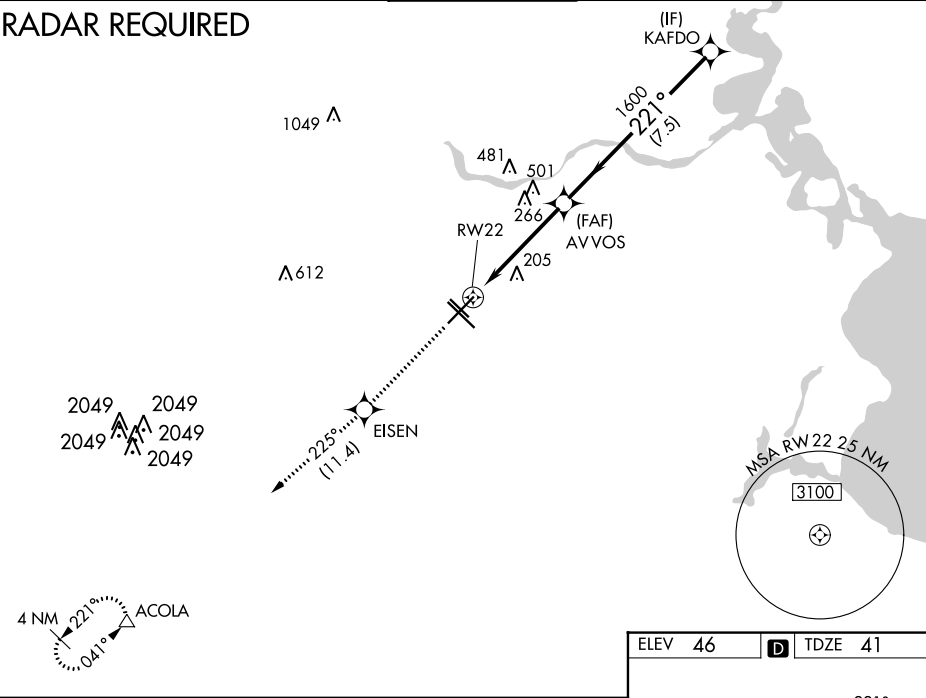 RADAR REQUIRED
(IF)
KAFDO
1600
221°
(7.5)
1049
481
501
266
(FAF)
AVVOS
RW22
205
612
2049
2049
2049
2049
2049
EISEN
225°
(11.4)
MSA RW22 25 NM
3100
4 NM
221°
041°
ACOLA
ELEV 46
D
TDZE 41